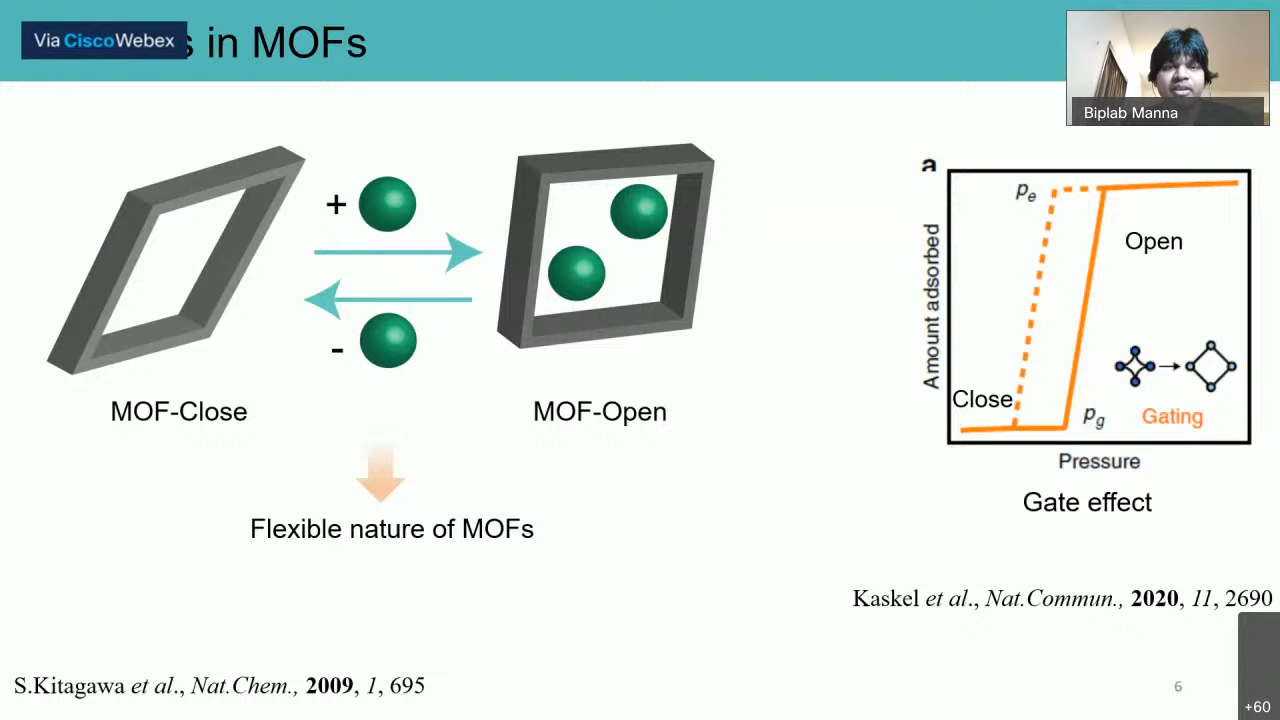 Via CiscoWebex
s in MOFs
Biplab Manna
+
-
MOF-Close
MOF-Open
Flexible nature of MOFs
a
Amount adsorbed
pe
Open
Close
pg
Gating
Pressure
Gate effect
Kaskel et al., Nat.Commun., 2020, 11, 2690
S.Kitagawa et al., Nat.Chem., 2009, 1, 695
6
+60